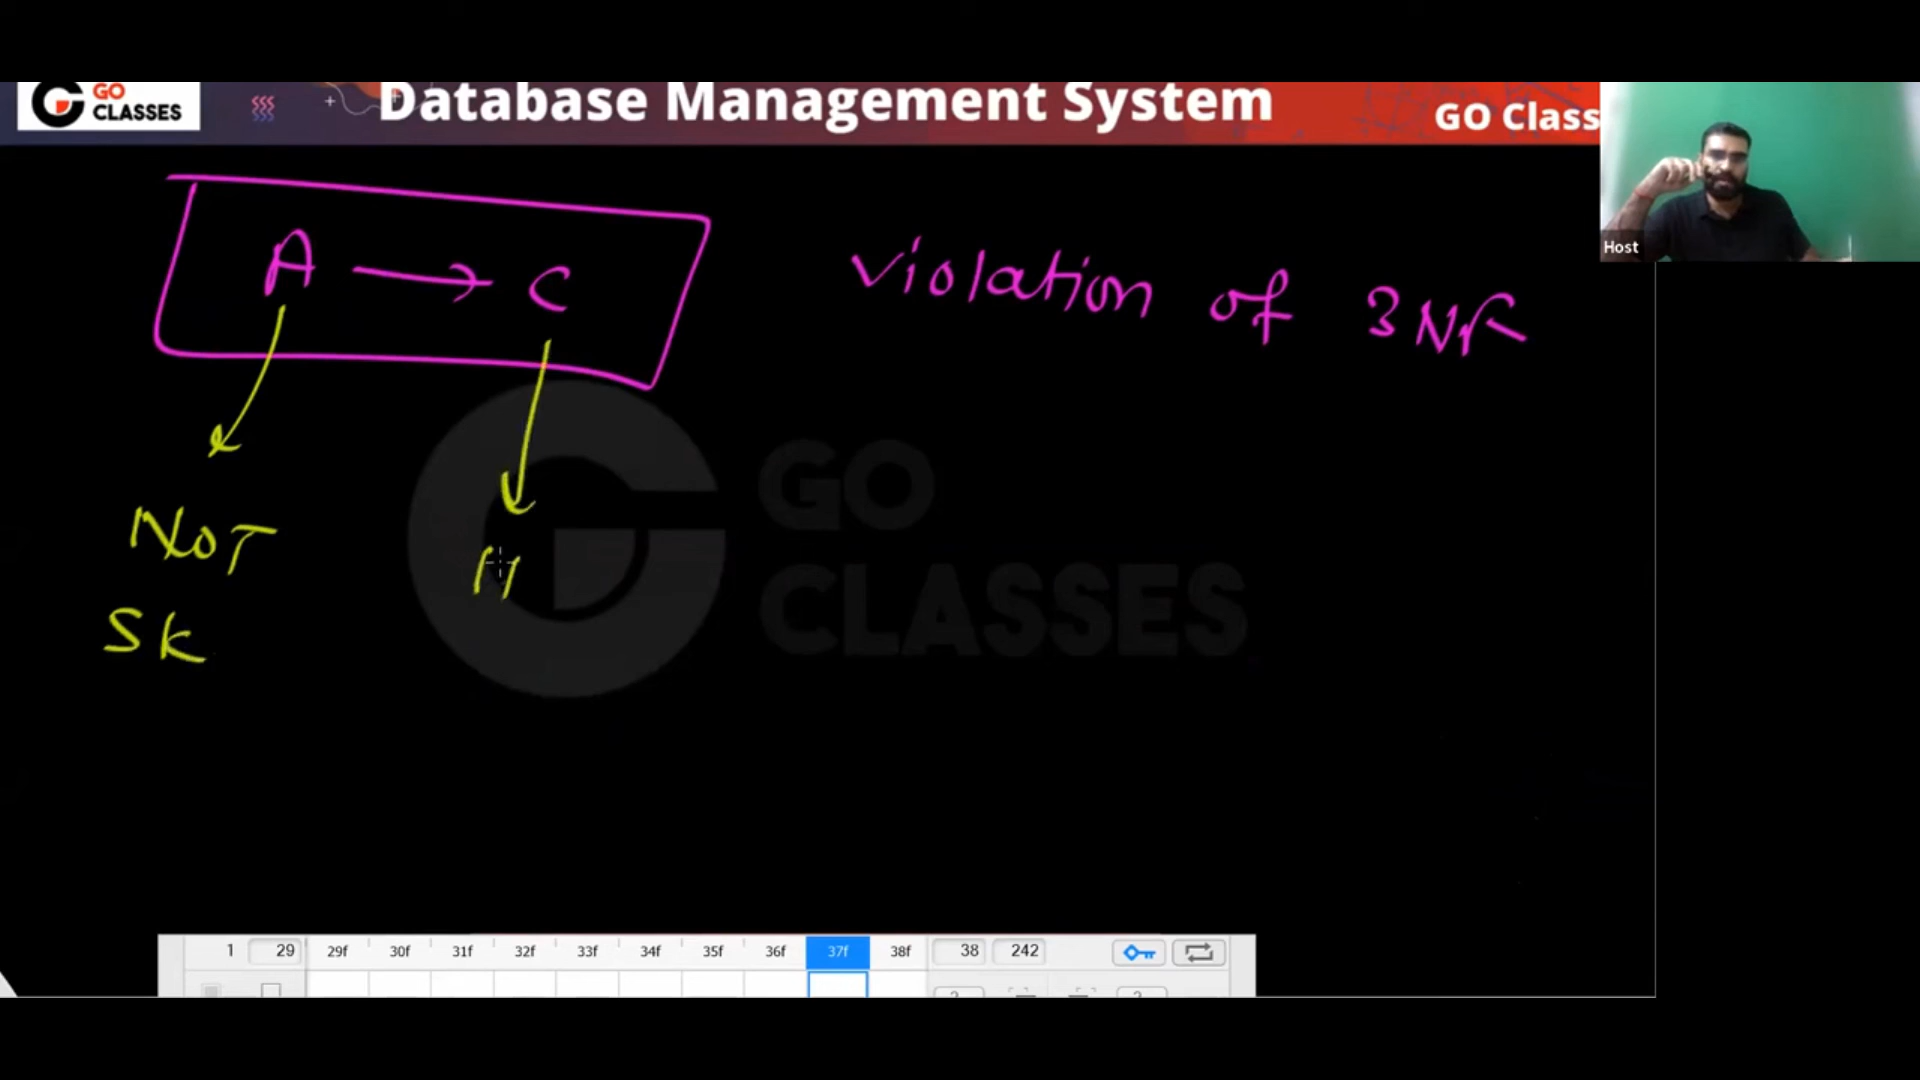 GO
CLASSES
Database Management System
GO Class
Host
A → C
violation of 3NF
NOT
SK
GO
CLASSES
1 29 29f 30f 31f 32f 33f 34f 35f 36f 37f 38f 38 242